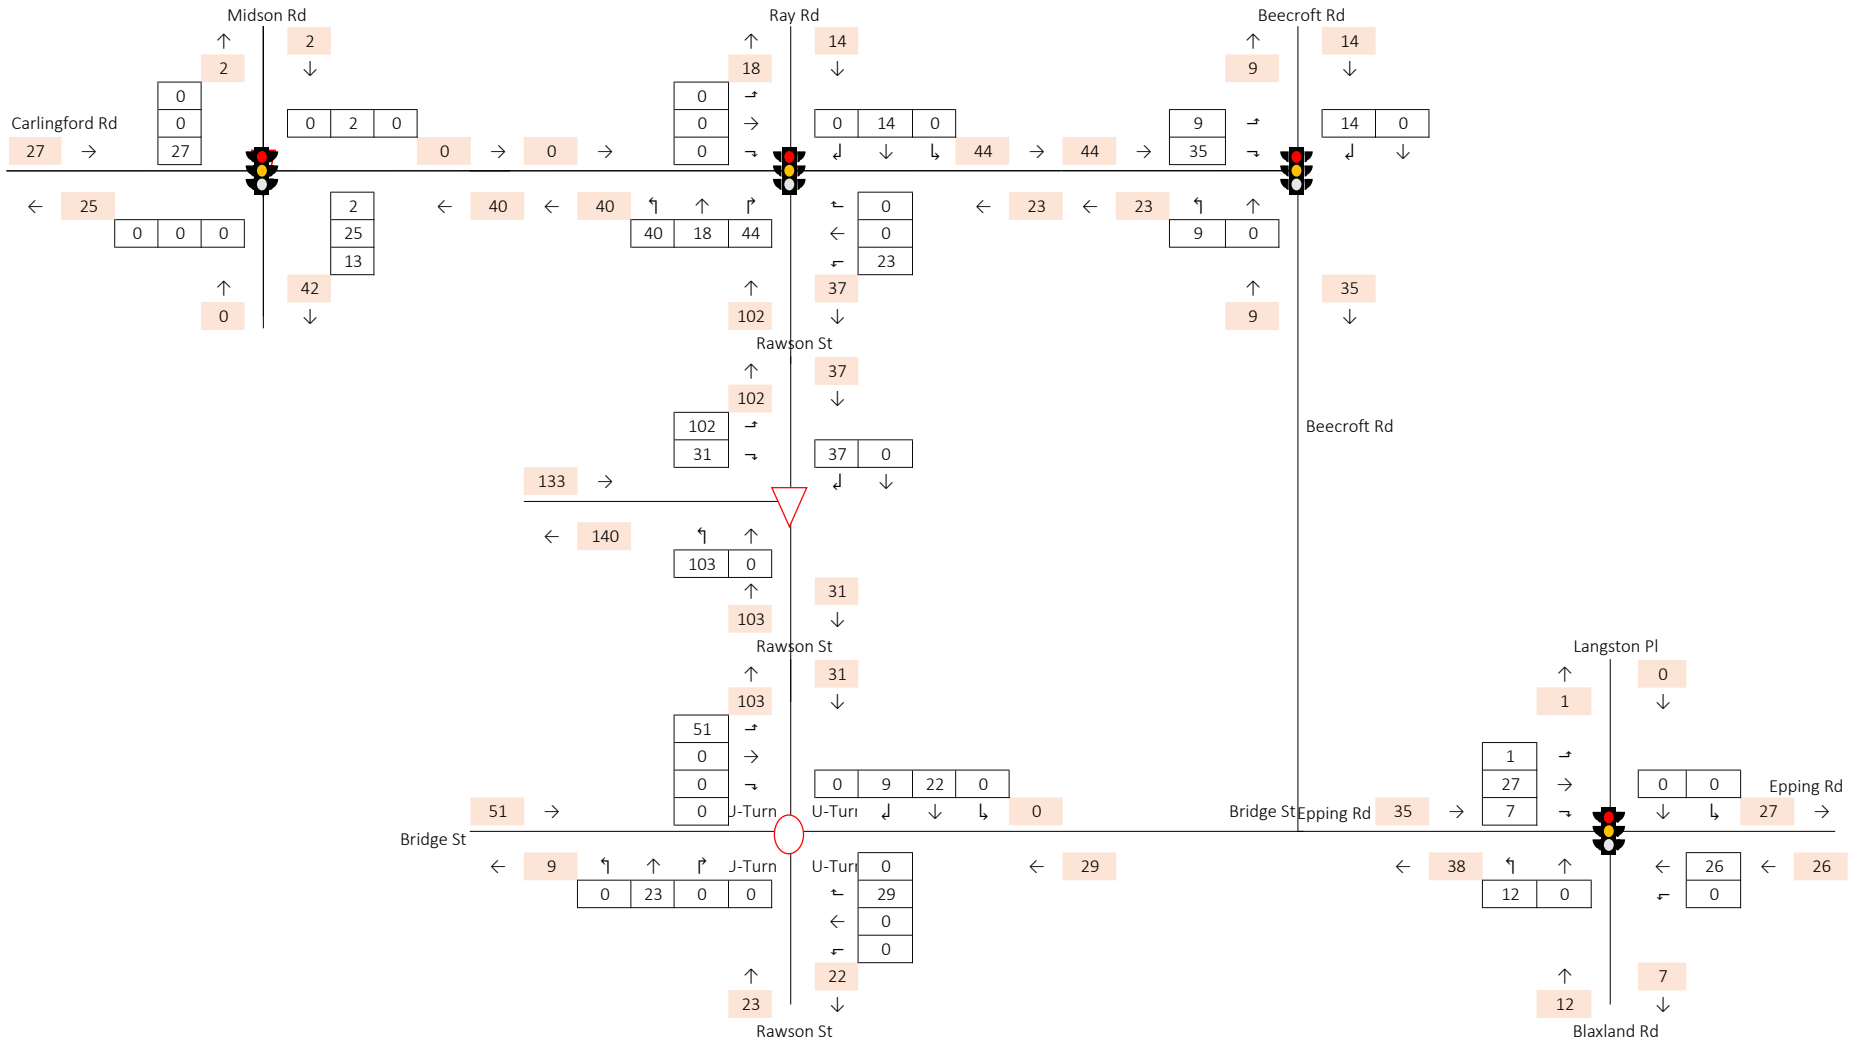 Midson Rd Ray Rd Beecroft Rd
↑ 2 ↑ 14 ↑ 14
2 ↓ 18 ↓ 9 ↓
0 0 ⬏
Carlingford Rd 0 0 2 0 0 → 0 14 0 9 ⬏ 14 0
27 → 27 0 → 0 → 0 ⬎ ↲ ↓ ↳ 44 → 44 → 35 ⬎ ↲ ↓
← 25 2 ← 40 ← 40 ↰ ↑ ↱ ⬑ 0 ← 23 ← 23 ↰ ↑
0 0 0 25 40 18 44 ← 0 9 0
13 ⬐ 23
↑ 42 ↑ 37 ↑ 35
0 ↓ 102 ↓ 9 ↓
Rawson St
↑ 37
102 ↓
102 ⬏ Beecroft Rd
31 ⬎ 37 0
133 → ↲ ↓
← 140 ↰ ↑
103 0
↑ 31
103 ↓
Rawson St Langston Pl
↑ 31 ↑ 0
103 ↓ 1 ↓
51 ⬏
0 → 1 ⬏
0 ⬎ 0 9 22 0 27 → 0 0 Epping Rd
51 → 0 U-Turn U-Turn ↲ ↓ ↳ 0 Bridge St Epping Rd 35 → 7 ⬎ ↓ ↳ 27 →
Bridge St
← 9 ↰ ↑ ↱ U-Turn U-Turn 0 ← 29 ← 38 ↰ ↑ ← 26 ← 26
0 23 0 0 ⬑ 29 12 0 ⬐ 0
← 0
⬐ 0
↑ 22 ↑ 7
23 ↓ 12 ↓
Rawson St Blaxland Rd